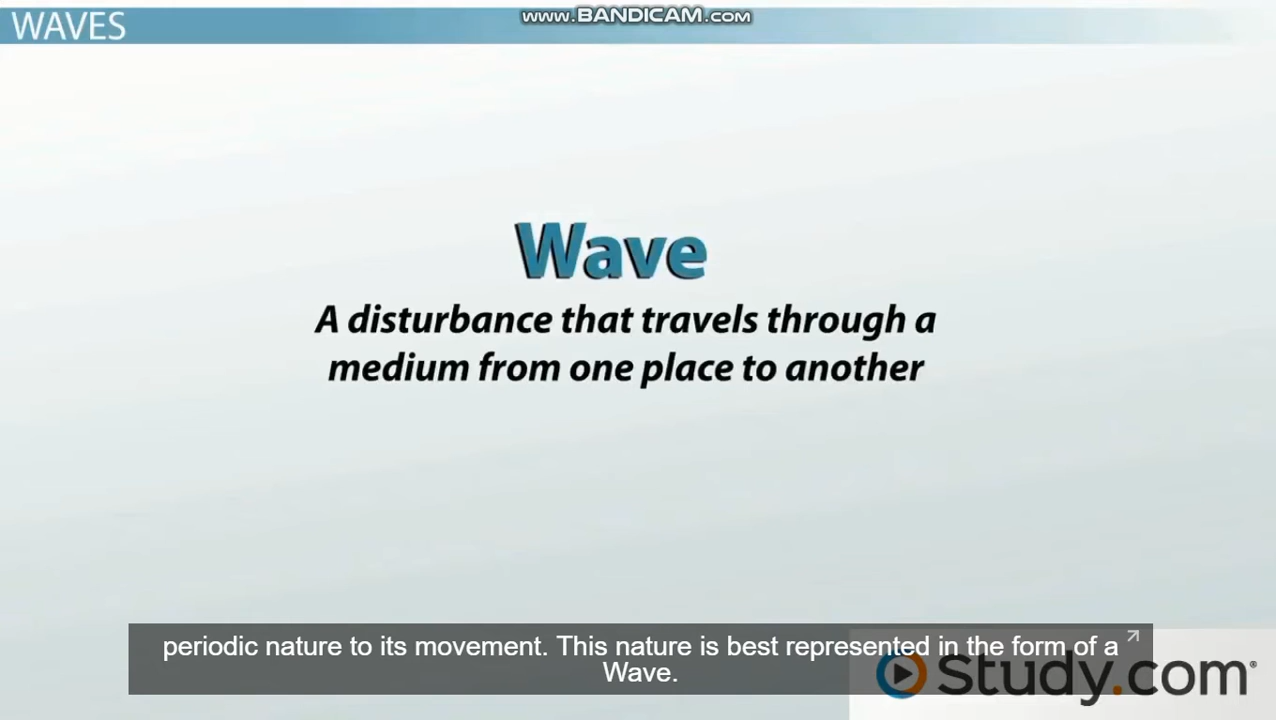 WAVES
www.BANDICAM.com
Wave
A disturbance that travels through a
medium from one place to another
periodic nature to its movement. This nature is best represented in the form of a
Wave.
Study.com®